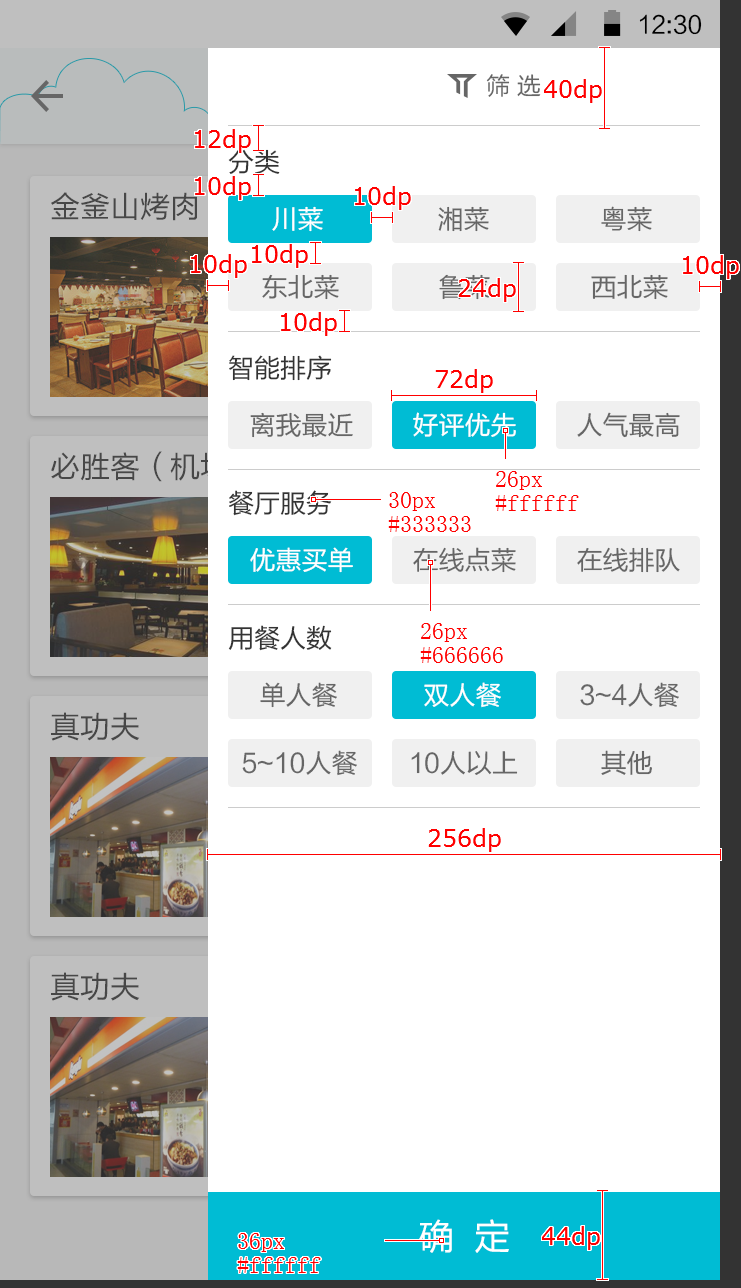 12:30
筛 选
40dp
12dp
分类
10dp
10dp
川菜
湘菜
粤菜
10dp
10dp
10dp
东北菜
鲁菜
24dp
西北菜
10dp
智能排序
72dp
离我最近
好评优先
人气最高
26px
#ffffff
餐厅服务
30px
#333333
优惠买单
在线点菜
在线排队
26px
#666666
用餐人数
单人餐
双人餐
3~4人餐
5~10人餐
10人以上
其他
256dp
确 定
44dp
36px
#ffffff
金釜山烤肉
必胜客（机场
真功夫
真功夫